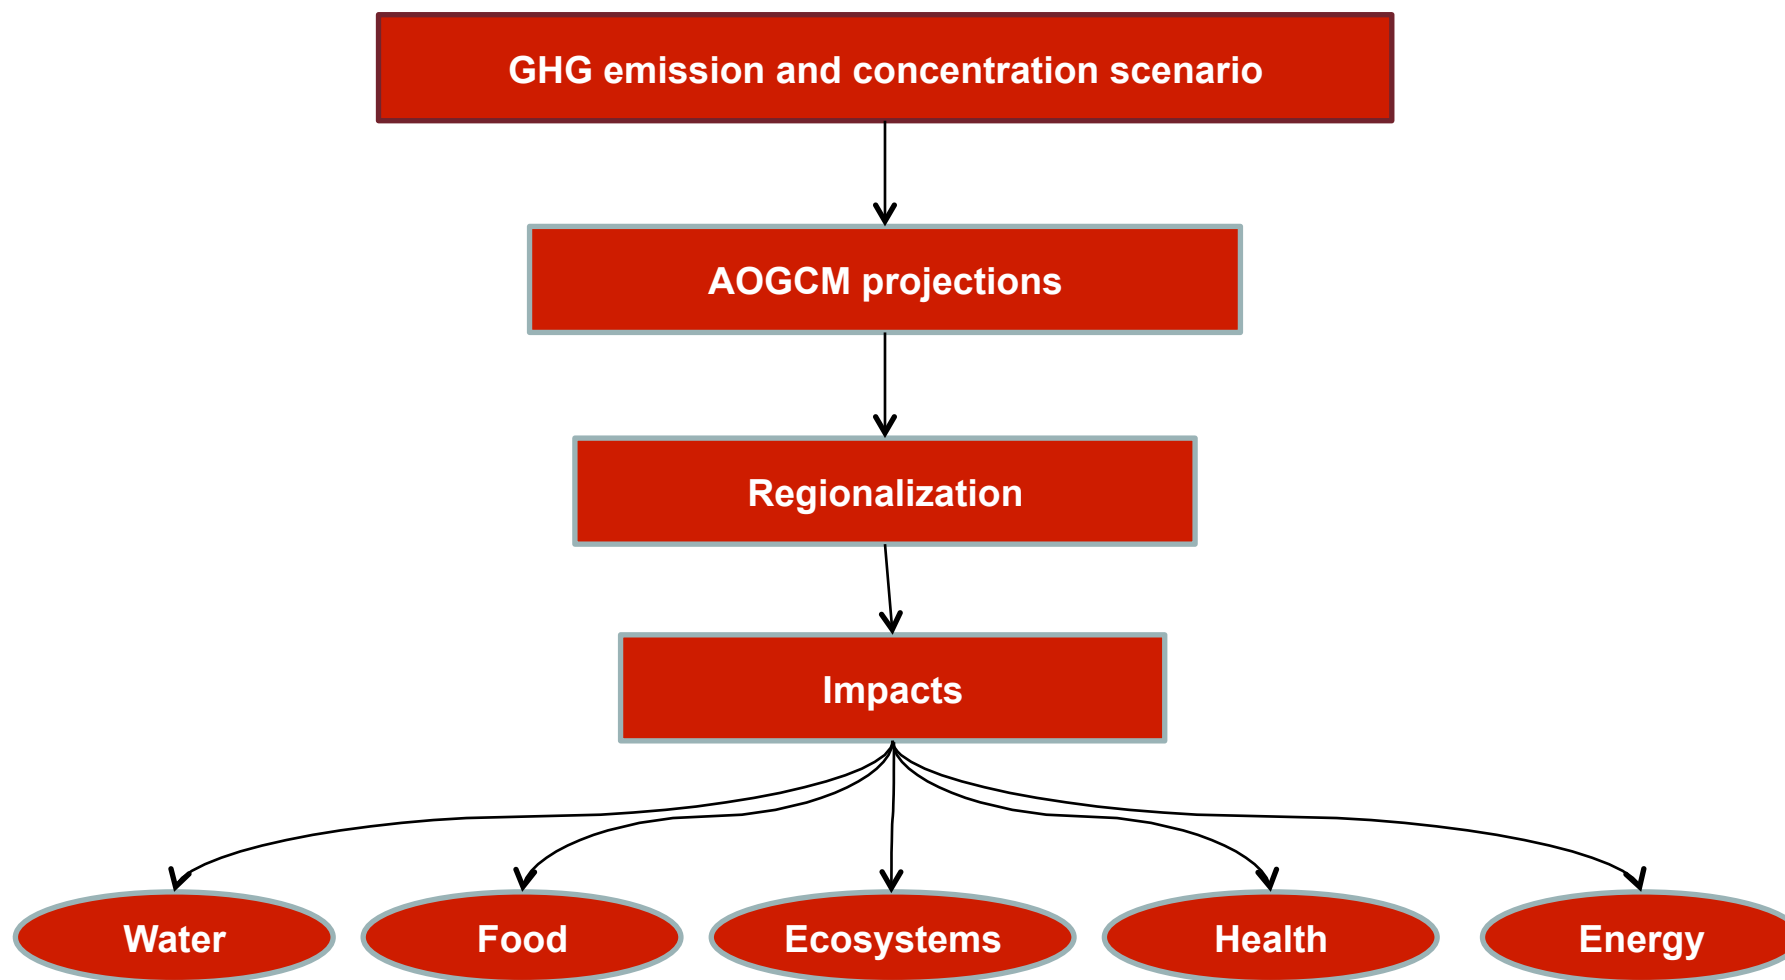 GHG emission and concentration scenario
AOGCM projections
Regionalization
Impacts
Water
Food
Ecosystems
Health
Energy